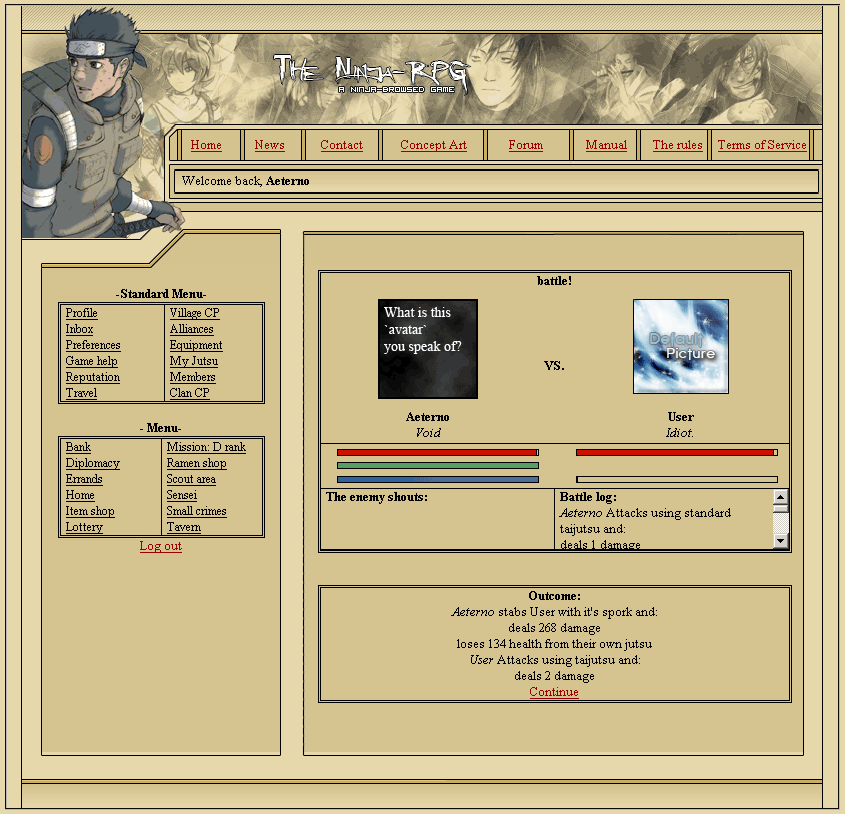 The Ninja-RPG
A NINJA-BROWSED GAME
Home News Contact Concept Art Forum Manual The rules Terms of Service
Welcome back, Aeterno
-Standard Menu-
Profile Village CP
Inbox Alliances
Preferences Equipment
Game help My Jutsu
Reputation Members
Travel Clan CP
- Menu-
Bank Mission: D rank
Diplomacy Ramen shop
Errands Scout area
Home Sensei
Item shop Small crimes
Lottery Tavern
Log out
battle!
What is this
`avatar`
you speak of?
Default
Picture
VS.
Aeterno User
Void Idiot.
The enemy shouts:
Battle log:
Aeterno Attacks using standard
taijutsu and:
deals 1 damage
Outcome:
Aeterno stabs User with it's spork and:
deals 268 damage
loses 134 health from their own jutsu
User Attacks using taijutsu and:
deals 2 damage
Continue